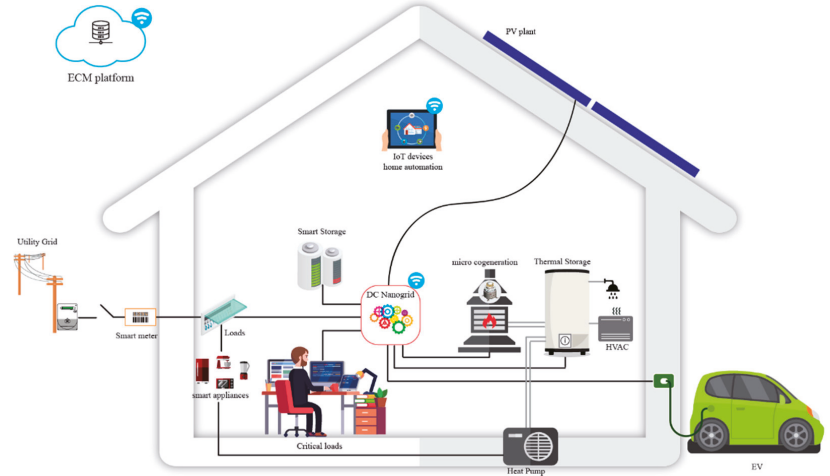 PV plant
ECM platform
IoT devices
home automation
Smart Storage
Utility Grid
micro cogeneration
Thermal Storage
DC Nanogrid
Smart meter
Loads
HVAC
smart appliances
Critical loads
EV
Heat Pump